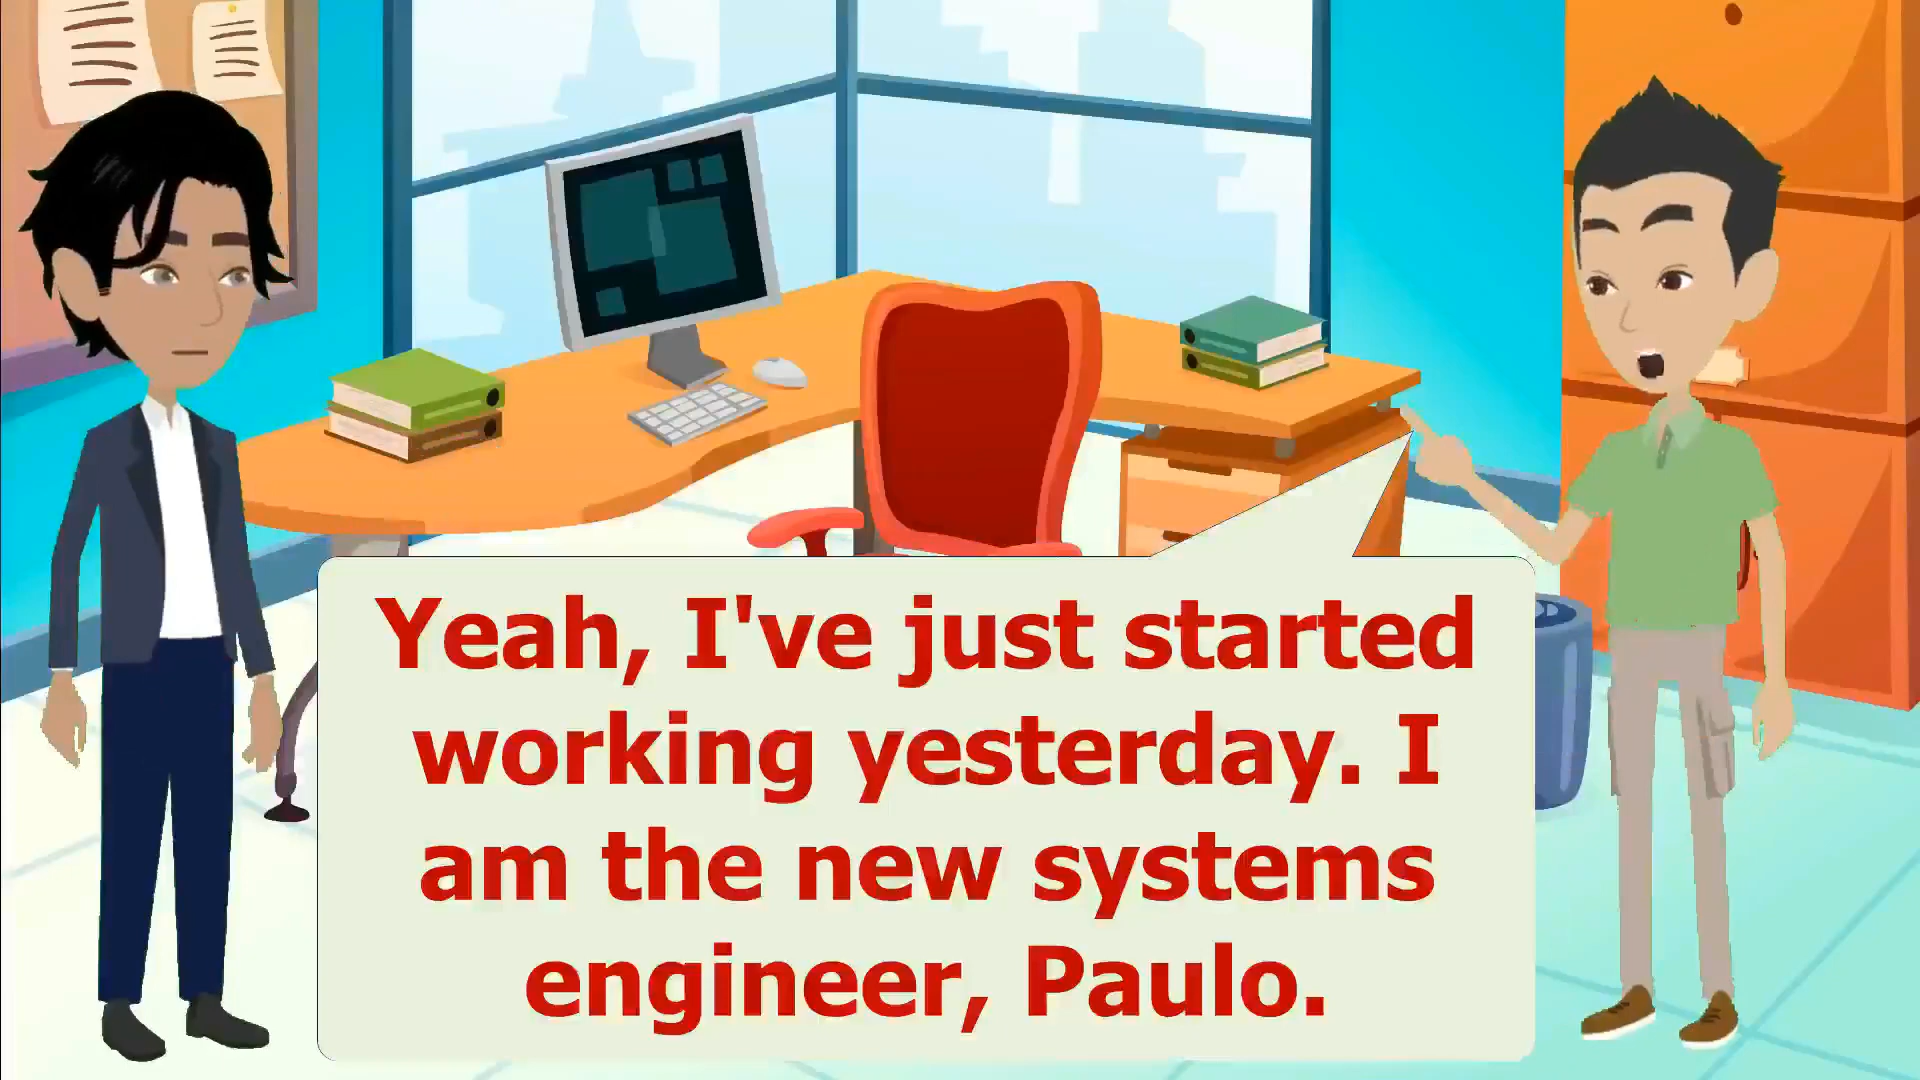 Yeah, I've just started
working yesterday. I
am the new systems
engineer, Paulo.